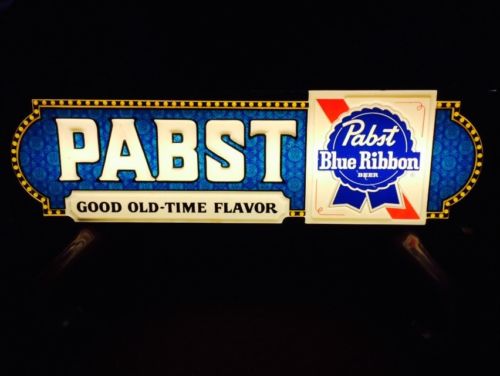 PABST
GOOD OLD-TIME FLAVOR
Pabst
Blue Ribbon
BEER